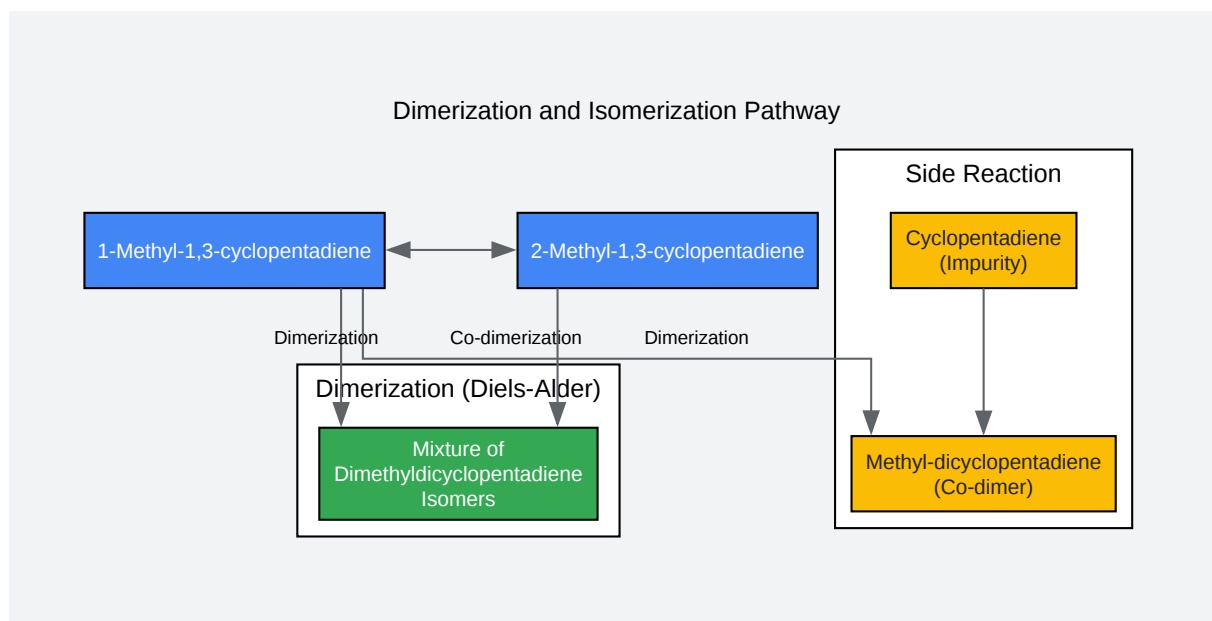 Dimerization and Isomerization Pathway
Side Reaction
1-Methyl-1,3-cyclopentadiene
2-Methyl-1,3-cyclopentadiene
Cyclopentadiene
(Impurity)
Dimerization
Co-dimerization
Dimerization
Dimerization (Diels-Alder)
Mixture of
Dimethyldicyclopentadiene
Isomers
Methyl-dicyclopentadiene
(Co-dimer)